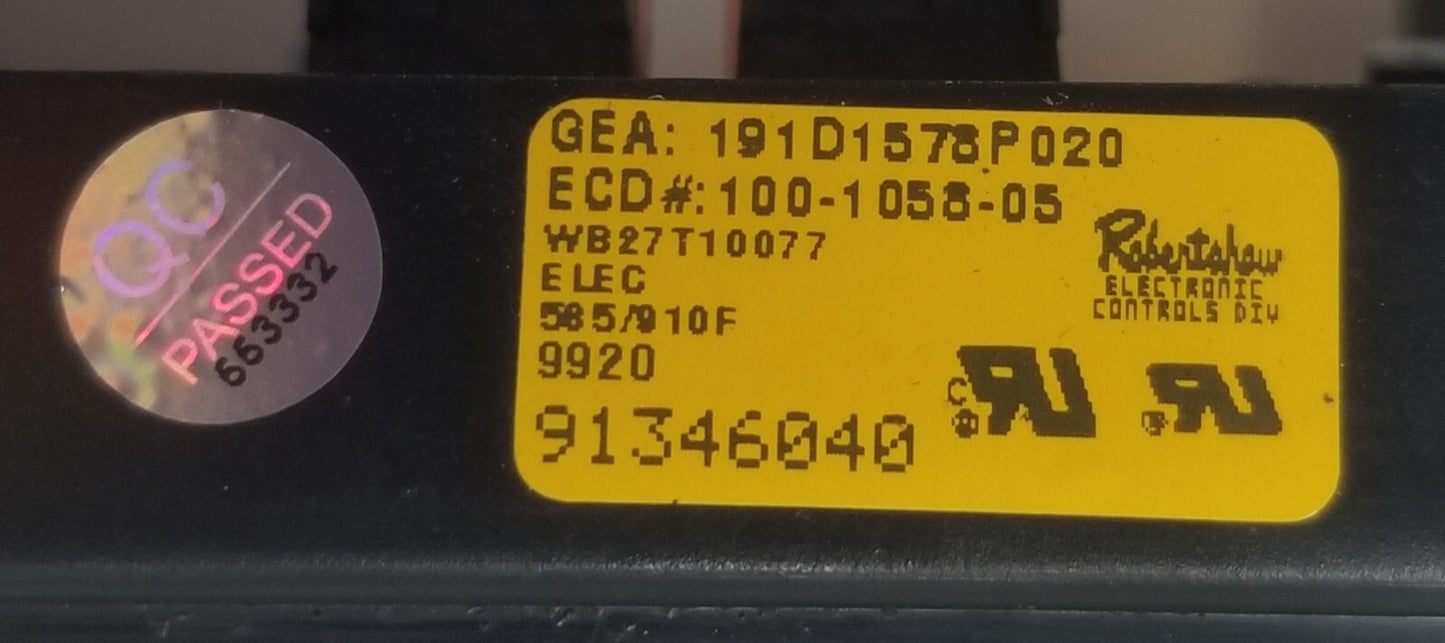 QC
PASSED
663332
GEA: 191D1578P020
ECD#:100-1058-05
WB27T10077
ELEC
585/910F
9920
91346040
Robertshaw
ELECTRONIC
CONTROLS DIV